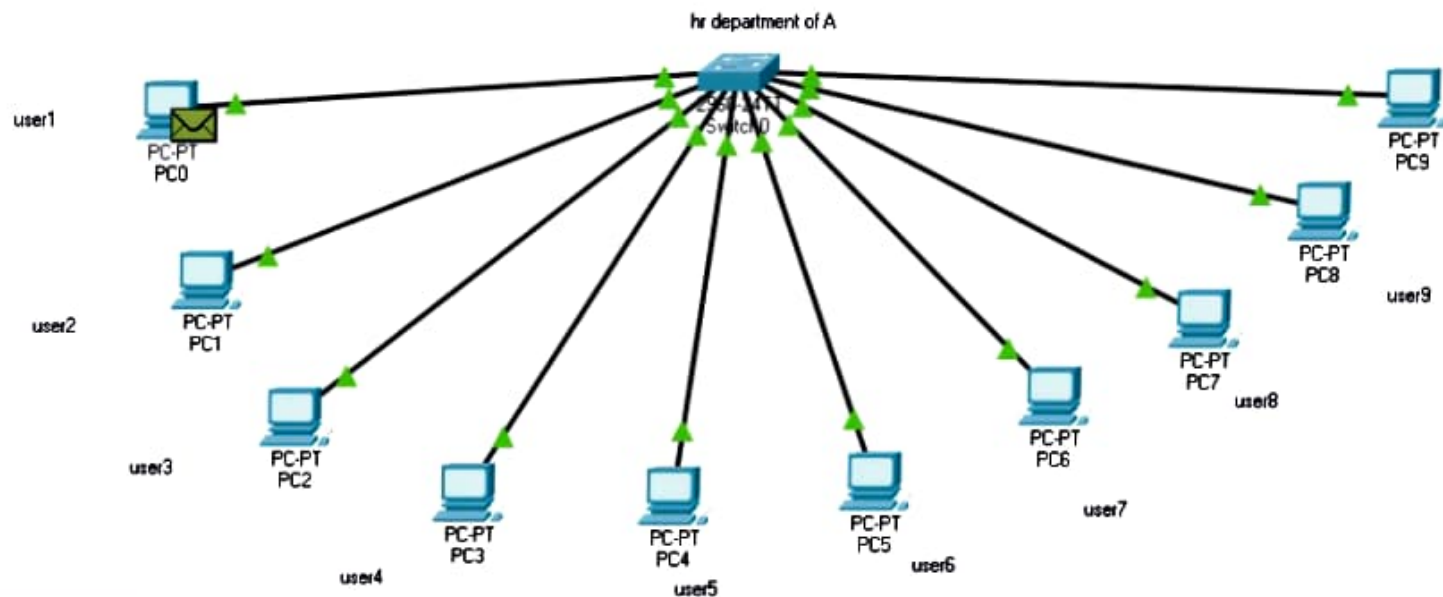 hr department of A
2960-24TT
Switch0
user1
PC-PT
PC0
PC-PT
PC9
user2
PC-PT
PC1
PC-PT
PC8
user9
user3
PC-PT
PC2
PC-PT
PC7
user8
user4
PC-PT
PC3
user5
PC-PT
PC4
PC-PT
PC5
user6
PC-PT
PC6
user7